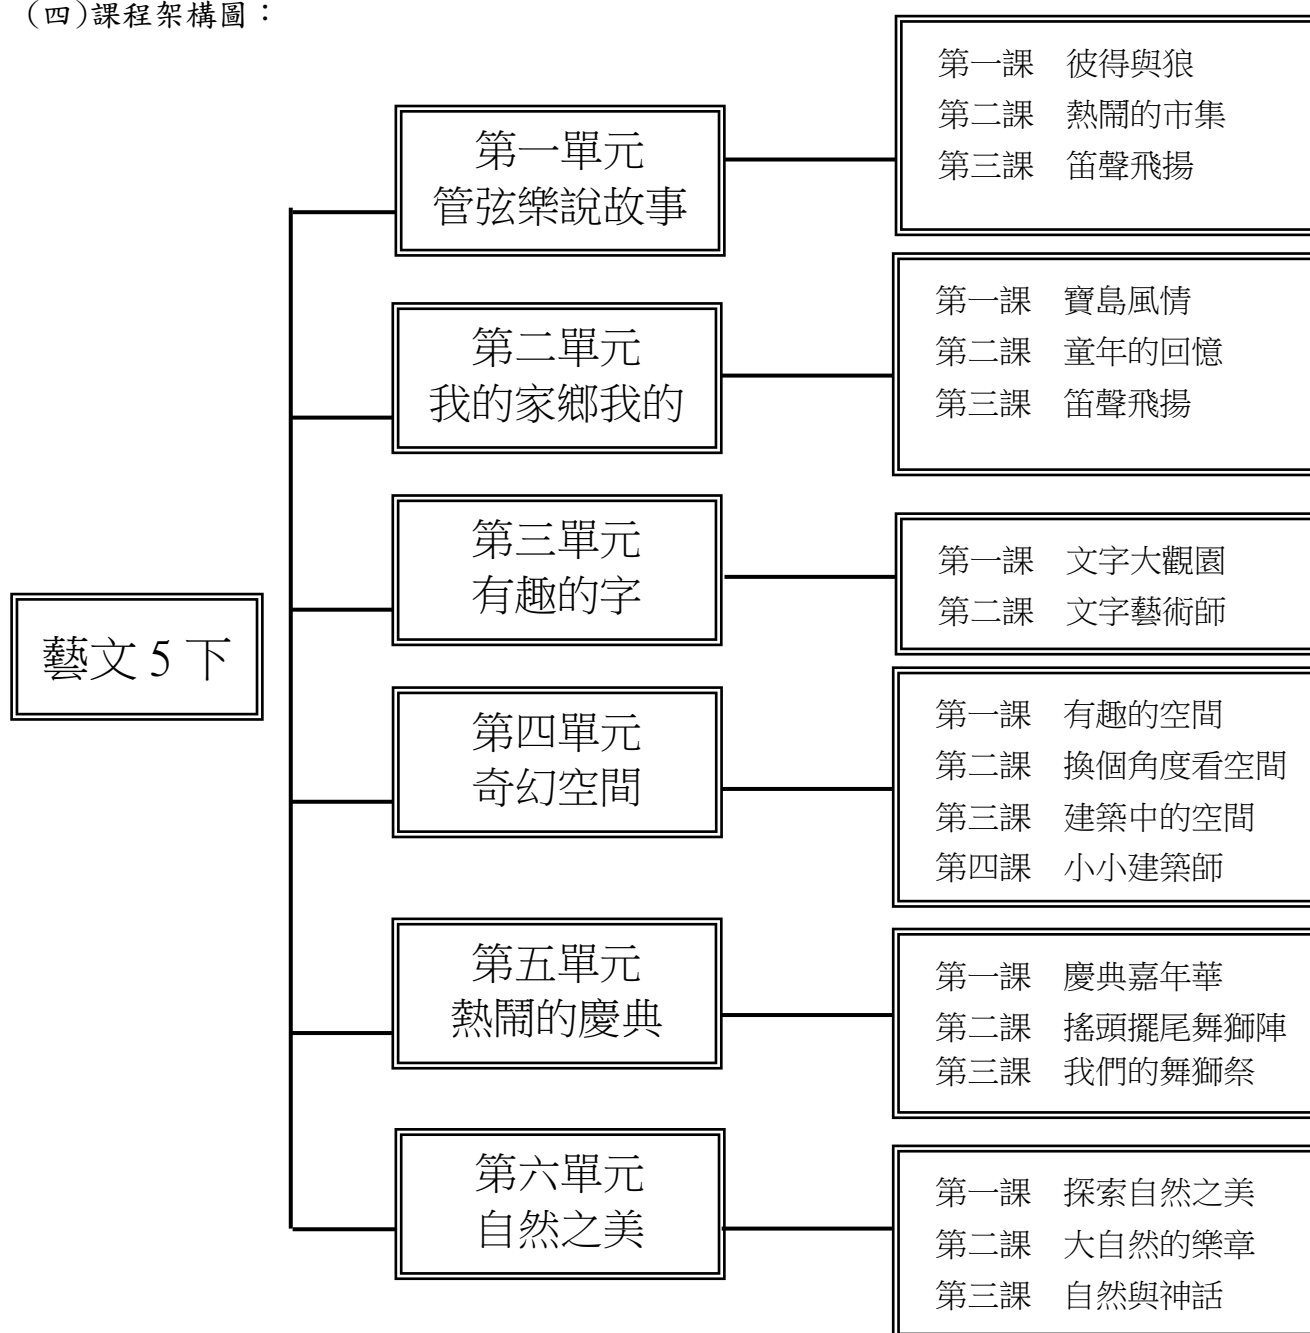 (四)課程架構圖：
藝文 5 下
第一單元
管弦樂說故事
第一課　彼得與狼
第二課　熱鬧的市集
第三課　笛聲飛揚
第二單元
我的家鄉我的
第一課　寶島風情
第二課　童年的回憶
第三課　笛聲飛揚
第三單元
有趣的字
第一課　文字大觀園
第二課　文字藝術師
第四單元
奇幻空間
第一課　有趣的空間
第二課　換個角度看空間
第三課　建築中的空間
第四課　小小建築師
第五單元
熱鬧的慶典
第一課　慶典嘉年華
第二課　搖頭擺尾舞獅陣
第三課　我們的舞獅祭
第六單元
自然之美
第一課　探索自然之美
第二課　大自然的樂章
第三課　自然與神話